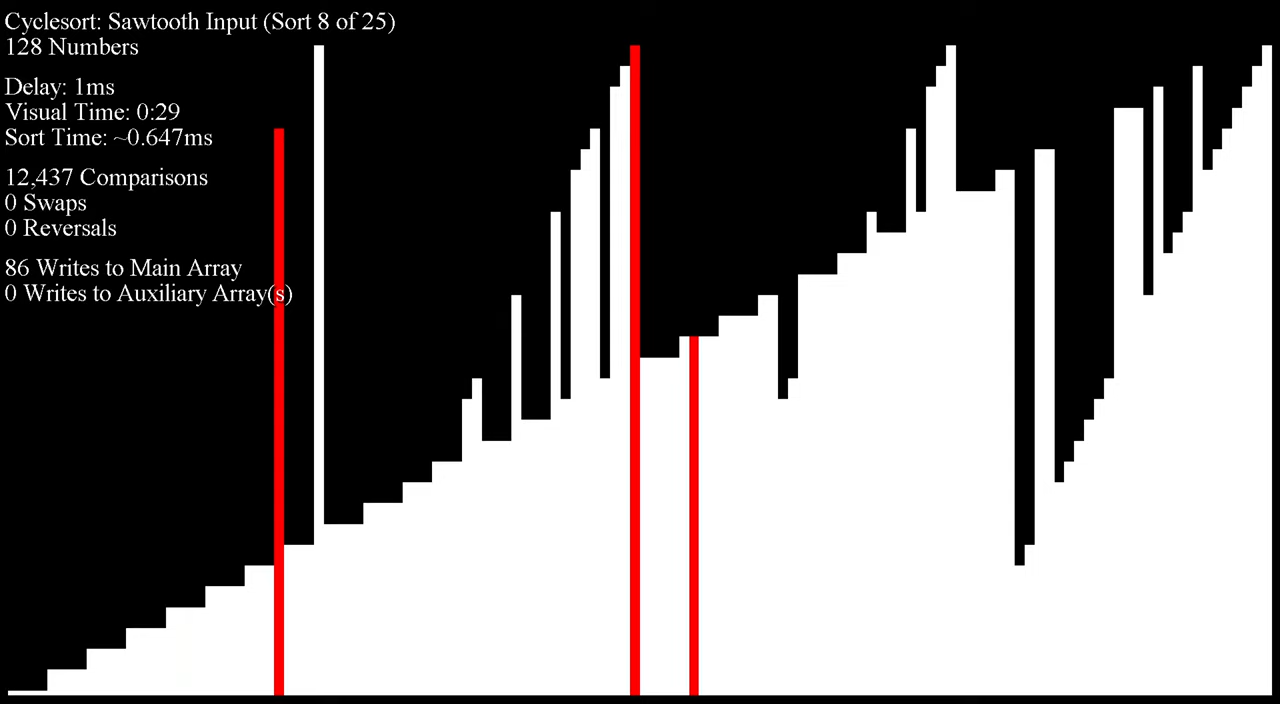 Cyclesort: Sawtooth Input (Sort 8 of 25)
128 Numbers
Delay: 1ms
Visual Time: 0:29
Sort Time: ~0.647ms
12,437 Comparisons
0 Swaps
0 Reversals
86 Writes to Main Array
0 Writes to Auxiliary Array(s)